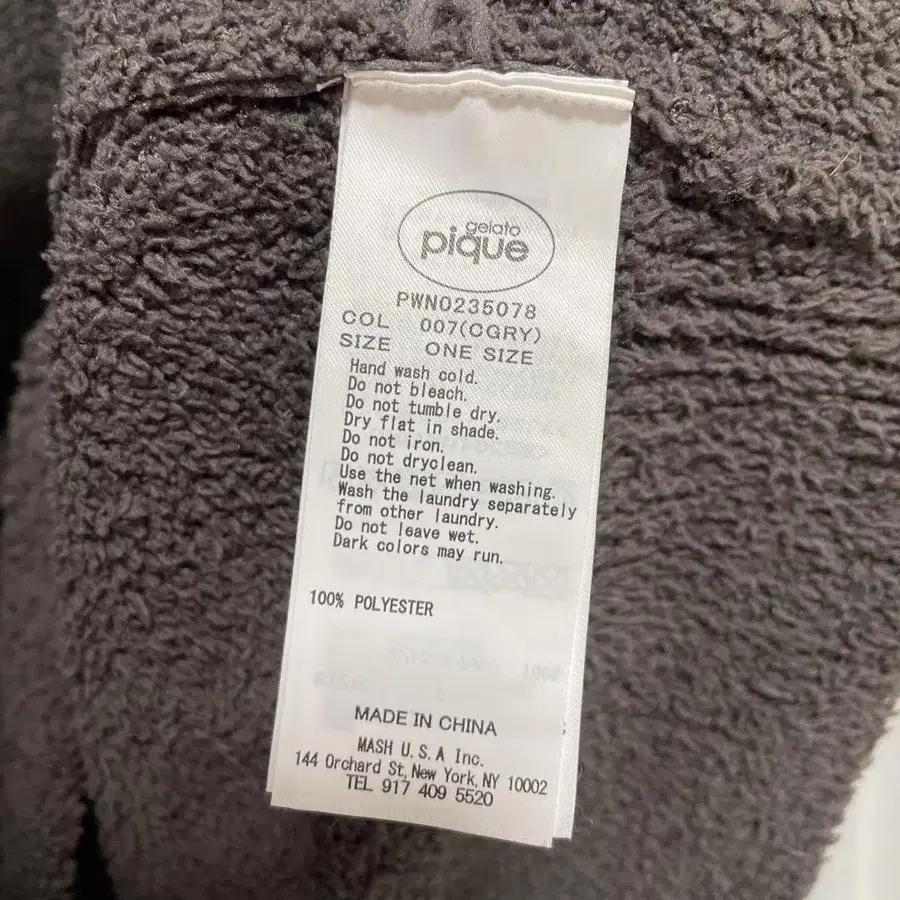 gelato
pique
PWNO235078
COL 007(CGRY)
SIZE ONE SIZE
Hand wash cold.
Do not bleach.
Do not tumble dry.
Dry flat in shade.
Do not iron.
Do not dryclean.
Use the net when washing.
Wash the laundry separately
from other laundry.
Do not leave wet.
Dark colors may run.
100% POLYESTER
MADE IN CHINA
MASH U.S.A Inc.
144 Orchard St, New York, NY 10002
TEL 917 409 5520